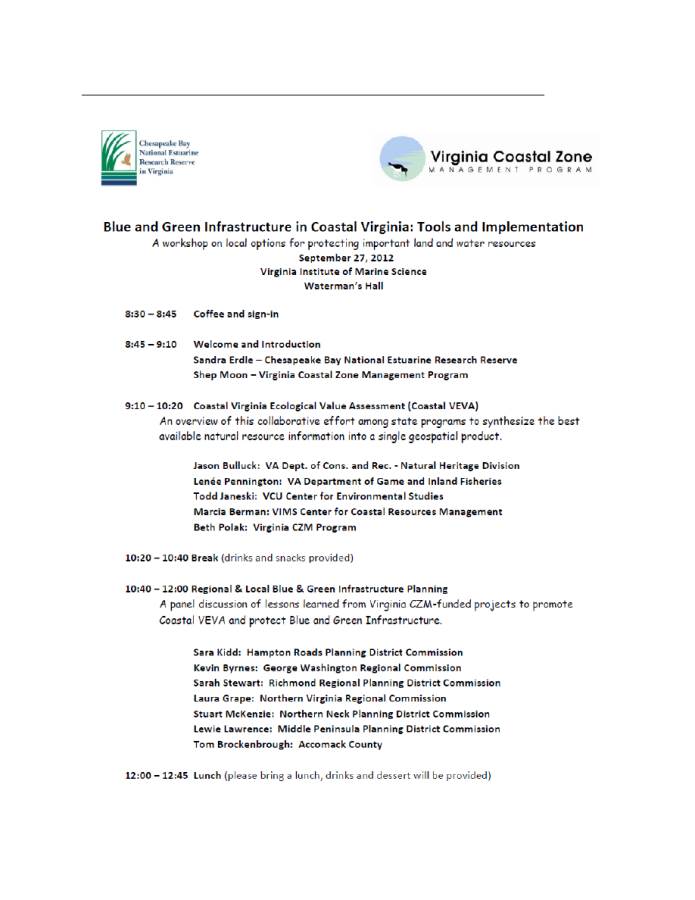 Chesapeake Bay
National Estuarine
Research Reserve
in Virginia
Virginia Coastal Zone
MANAGEMENT PROGRAM
Blue and Green Infrastructure in Coastal Virginia: Tools and Implementation
A workshop on local options for protecting important land and water resources
September 27, 2012
Virginia Institute of Marine Science
Waterman's Hall
8:30 – 8:45 Coffee and sign-in
8:45 – 9:10 Welcome and Introduction
Sandra Erdle – Chesapeake Bay National Estuarine Research Reserve
Shep Moon – Virginia Coastal Zone Management Program
9:10 – 10:20 Coastal Virginia Ecological Value Assessment (Coastal VEVA)
An overview of this collaborative effort among state programs to synthesize the best
available natural resource information into a single geospatial product.
Jason Bulluck: VA Dept. of Cons. and Rec. - Natural Heritage Division
Lenée Pennington: VA Department of Game and Inland Fisheries
Todd Janeski: VCU Center for Environmental Studies
Marcia Berman: VIMS Center for Coastal Resources Management
Beth Polak: Virginia CZM Program
10:20 – 10:40 Break (drinks and snacks provided)
10:40 – 12:00 Regional & Local Blue & Green Infrastructure Planning
A panel discussion of lessons learned from Virginia CZM-funded projects to promote
Coastal VEVA and protect Blue and Green Infrastructure.
Sara Kidd: Hampton Roads Planning District Commission
Kevin Byrnes: George Washington Regional Commission
Sarah Stewart: Richmond Regional Planning District Commission
Laura Grape: Northern Virginia Regional Commission
Stuart McKenzie: Northern Neck Planning District Commission
Lewie Lawrence: Middle Peninsula Planning District Commission
Tom Brockenbrough: Accomack County
12:00 – 12:45 Lunch (please bring a lunch, drinks and dessert will be provided)